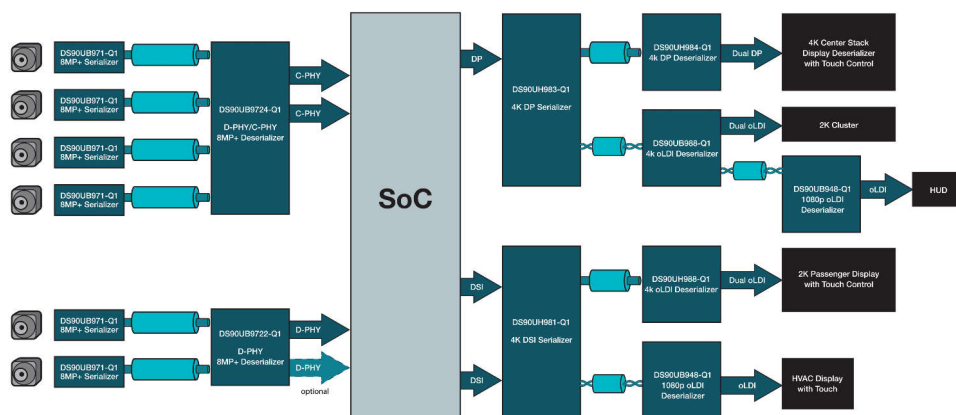 DS90UB971-Q1
8MP+ Serializer
DS90UB971-Q1
8MP+ Serializer
DS90UB971-Q1
8MP+ Serializer
DS90UB971-Q1
8MP+ Serializer
DS90UB9724-Q1
D-PHY/C-PHY
8MP+ Deserializer
C-PHY
C-PHY
DS90UB971-Q1
8MP+ Serializer
DS90UB971-Q1
8MP+ Serializer
DS90UB9722-Q1
D-PHY
8MP+ Deserializer
D-PHY
D-PHY
optional
SoC
DP
DS90UH983-Q1
4K DP Serializer
DS90UH984-Q1
4k DP Deserializer
Dual DP
4K Center Stack
Display Deserializer
with Touch Control
DS90UB988-Q1
4k oLDI Deserializer
Dual oLDI
2K Cluster
DS90UB948-Q1
1080p oLDI
Deserializer
oLDI
HUD
DSI
DSI
DS90UH981-Q1
4K DSI Serializer
DS90UH988-Q1
4k oLDI Deserializer
Dual oLDI
2K Passenger Display
with Touch Control
DS90UB948-Q1
1080p oLDI
Deserializer
oLDI
HVAC Display
with Touch